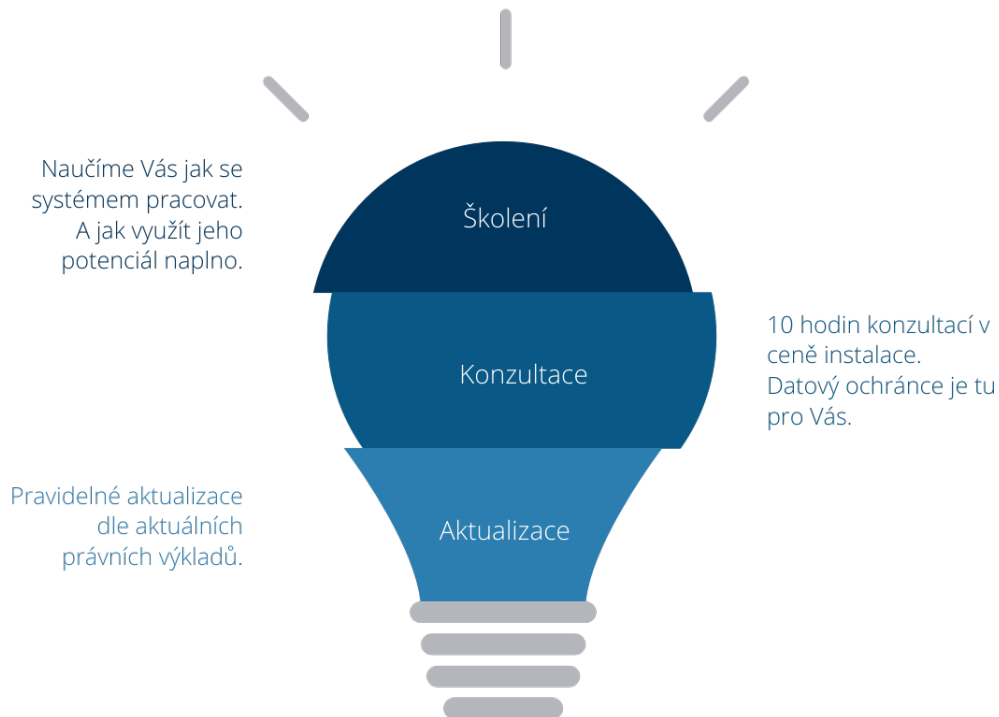 Naučíme Vás jak se
systémem pracovat.
A jak využít jeho
potenciál naplno.
Školení
Konzultace
10 hodin konzultací v
ceně instalace.
Datový ochránce je tu
pro Vás.
Pravidelné aktualizace
dle aktuálních
právních výkladů.
Aktualizace